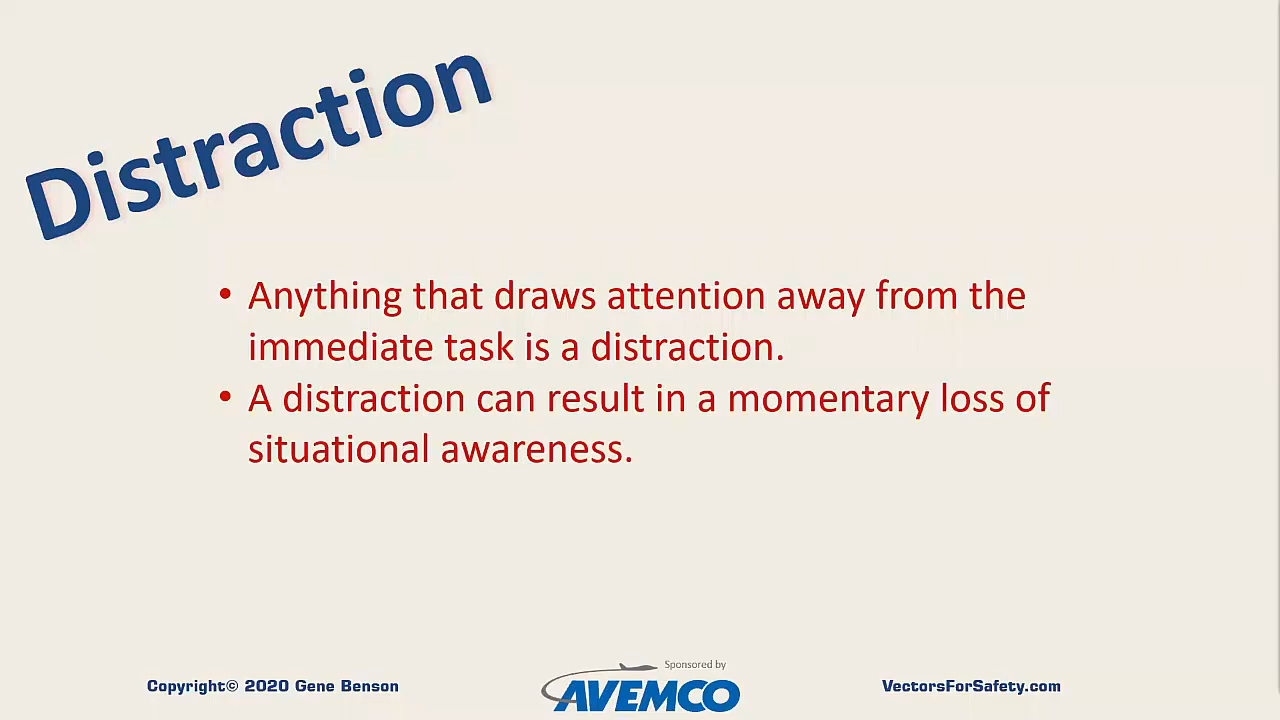 Distraction
• Anything that draws attention away from the
immediate task is a distraction.
• A distraction can result in a momentary loss of
situational awareness.
Copyright© 2020 Gene Benson
Sponsored by
AVEMCO
VectorsForSafety.com